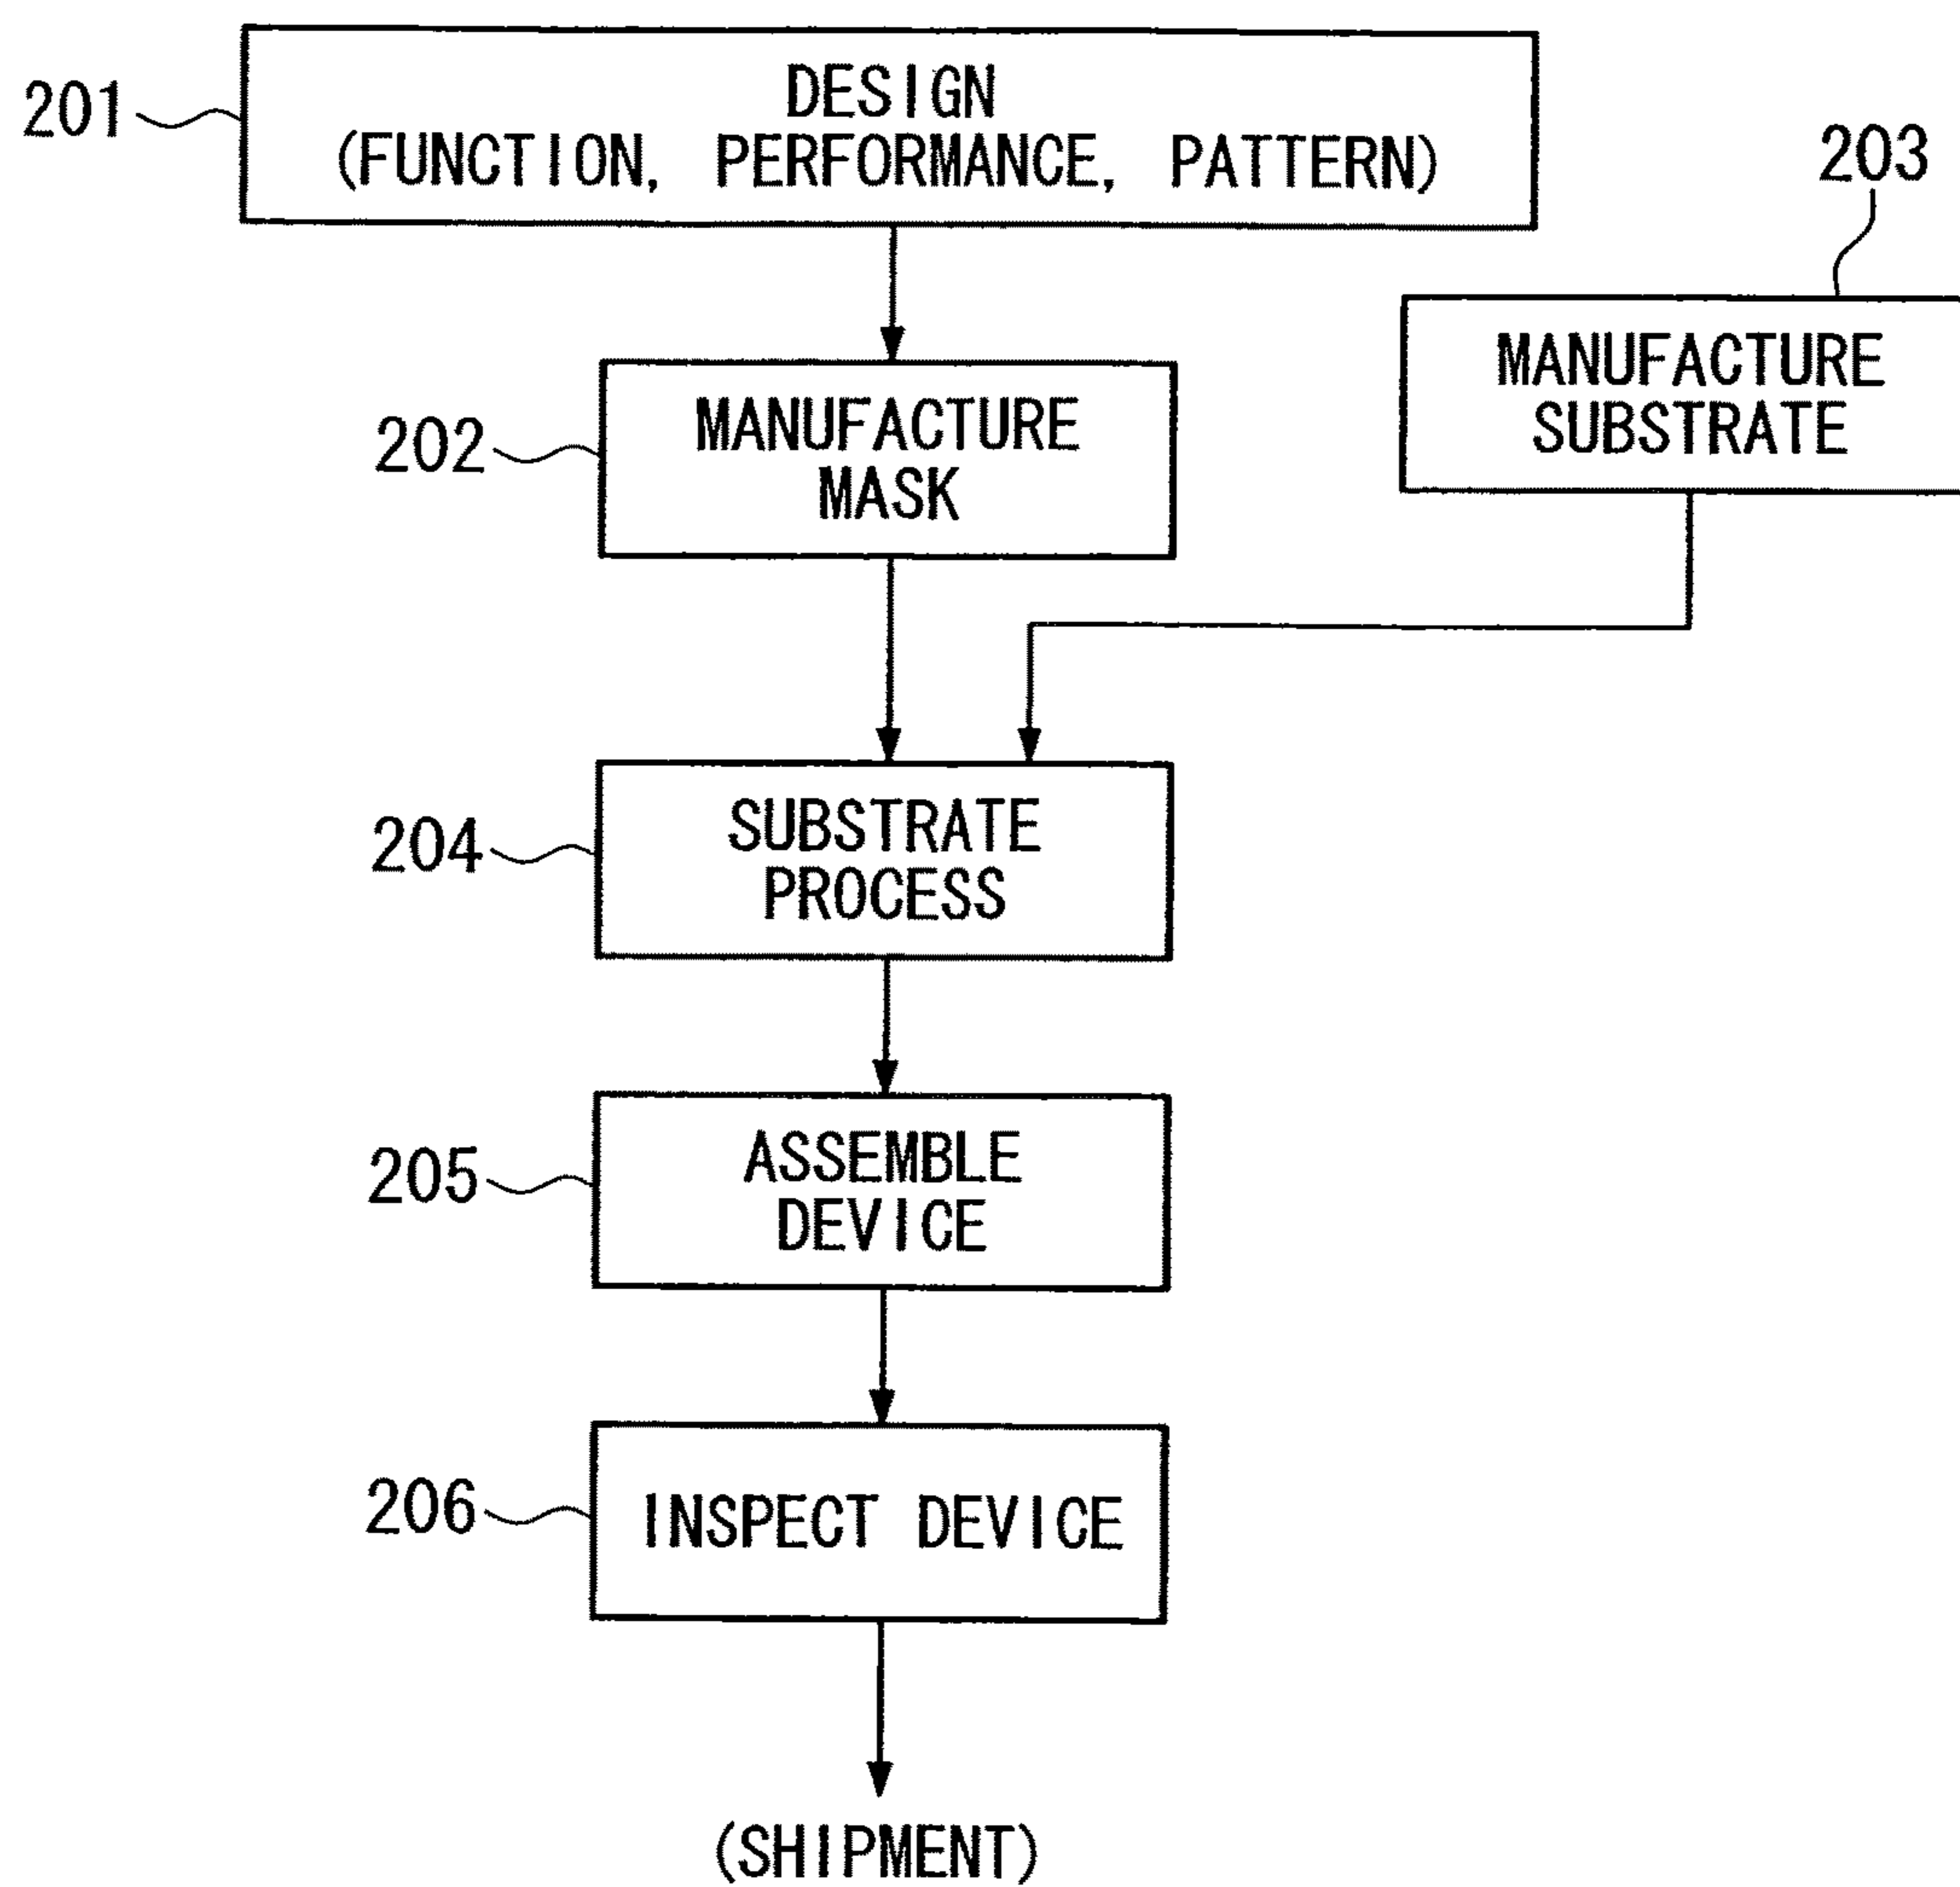 201
DESIGN
(FUNCTION, PERFORMANCE, PATTERN)
203
MANUFACTURE
SUBSTRATE
202
MANUFACTURE
MASK
204
SUBSTRATE
PROCESS
205
ASSEMBLE
DEVICE
206
INSPECT DEVICE
(SHIPMENT)